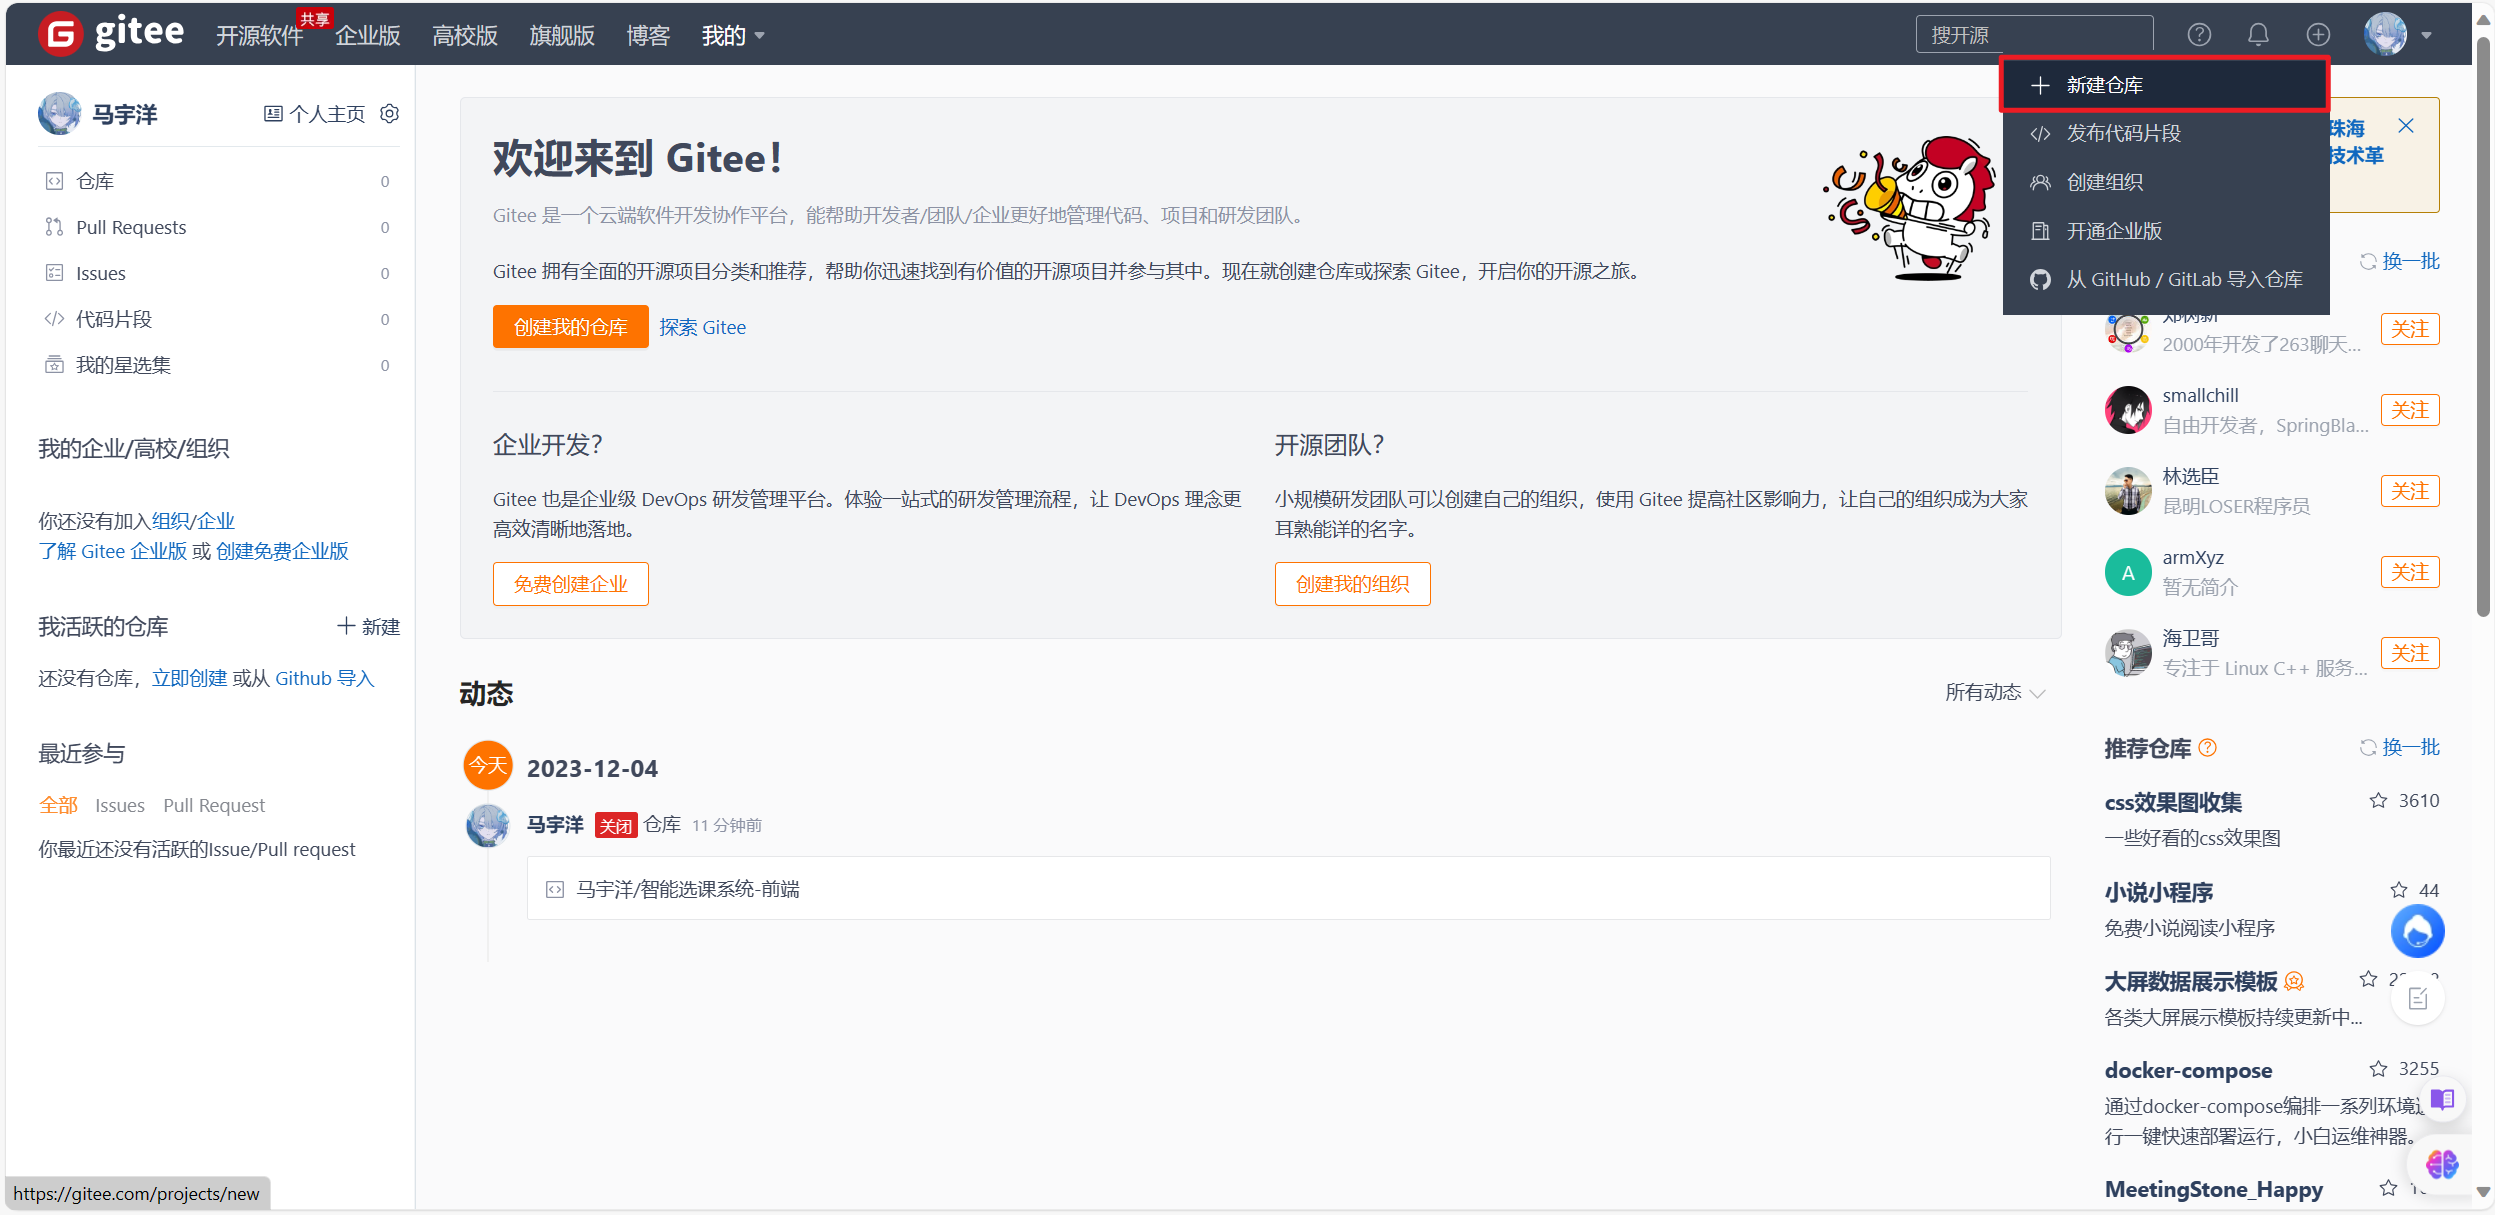 gitee
开源软件
共享
企业版
高校版
旗舰版
博客
我的
搜开源
新建仓库
发布代码片段
创建组织
开通企业版
从 GitHub / GitLab 导入仓库
马宇洋
个人主页
仓库 0
Pull Requests 0
Issues 0
代码片段 0
我的星选集 0
我的企业/高校/组织
你还没有加入组织/企业
了解 Gitee 企业版 或 创建免费企业版
我活跃的仓库
新建
还没有仓库，立即创建 或从 Github 导入
最近参与
全部 Issues Pull Request
你最近还没有活跃的Issue/Pull request
https://gitee.com/projects/new
欢迎来到 Gitee！
Gitee 是一个云端软件开发协作平台，能帮助开发者/团队/企业更好地管理代码、项目和研发团队。
Gitee 拥有全面的开源项目分类和推荐，帮助你迅速找到有价值的开源项目并参与其中。现在就创建仓库或探索 Gitee，开启你的开源之旅。
创建我的仓库 探索 Gitee
企业开发？
Gitee 也是企业级 DevOps 研发管理平台。体验一站式的研发管理流程，让 DevOps 理念更
高效清晰地落地。
免费创建企业
开源团队？
小规模研发团队可以创建自己的组织，使用 Gitee 提高社区影响力，让自己的组织成为大家
耳熟能详的名字。
创建我的组织
动态
所有动态
今天 2023-12-04
马宇洋 关闭 仓库 11 分钟前
马宇洋/智能选课系统-前端
珠海
技术革
换一批
2000年开发了263聊天...
关注
smallchill
自由开发者，SpringBla...
关注
林选臣
昆明LOSER程序员
关注
A
armXyz
暂无简介
关注
海卫哥
专注于 Linux C++ 服务...
关注
推荐仓库
换一批
css效果图收集 3610
一些好看的css效果图
小说小程序 44
免费小说阅读小程序
大屏数据展示模板
各类大屏展示模板持续更新中...
docker-compose 3255
通过docker-compose编排一系列环境
行一键快速部署运行，小白运维神器。
MeetingStone_Happy